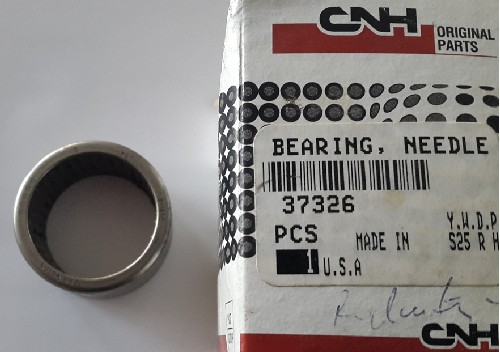 CNH
ORIGINAL
PARTS
BEARING, NEEDLE
37326
PCS
1
MADE IN
U.S.A
Y.W.D.P
S25 R H
CNH